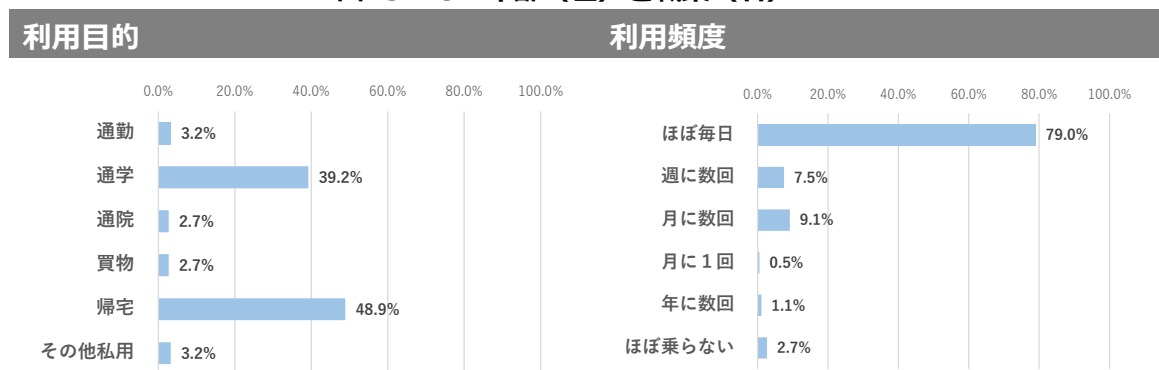 利用目的
0.0% 20.0% 40.0% 60.0% 80.0% 100.0%
通勤 3.2%
通学 39.2%
通院 2.7%
買物 2.7%
帰宅 48.9%
その他私用 3.2%
利用頻度
0.0% 20.0% 40.0% 60.0% 80.0% 100.0%
ほぼ毎日 79.0%
週に数回 7.5%
月に数回 9.1%
月に１回 0.5%
年に数回 1.1%
ほぼ乗らない 2.7%